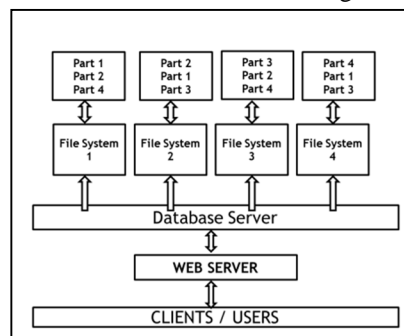 Part 1
Part 2
Part 4
Part 2
Part 1
Part 3
Part 3
Part 2
Part 4
Part 4
Part 1
Part 3
File System
1
File System
2
File System
3
File System
4
Database Server
WEB SERVER
CLIENTS / USERS